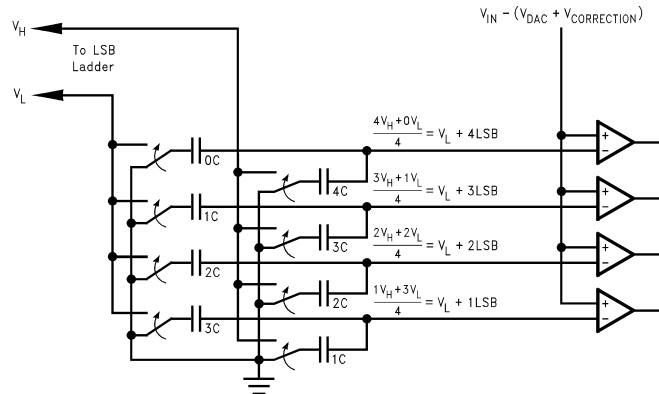 V_H
V_IN − (V_DAC + V_CORRECTION)
To LSB
Ladder
V_L
4V_H+0V_L
4
= V_L + 4LSB
0C
+
−
4C
3V_H+1V_L
4
= V_L + 3LSB
1C
+
−
3C
2V_H+2V_L
4
= V_L + 2LSB
2C
+
−
2C
1V_H+3V_L
4
= V_L + 1LSB
3C
+
−
1C